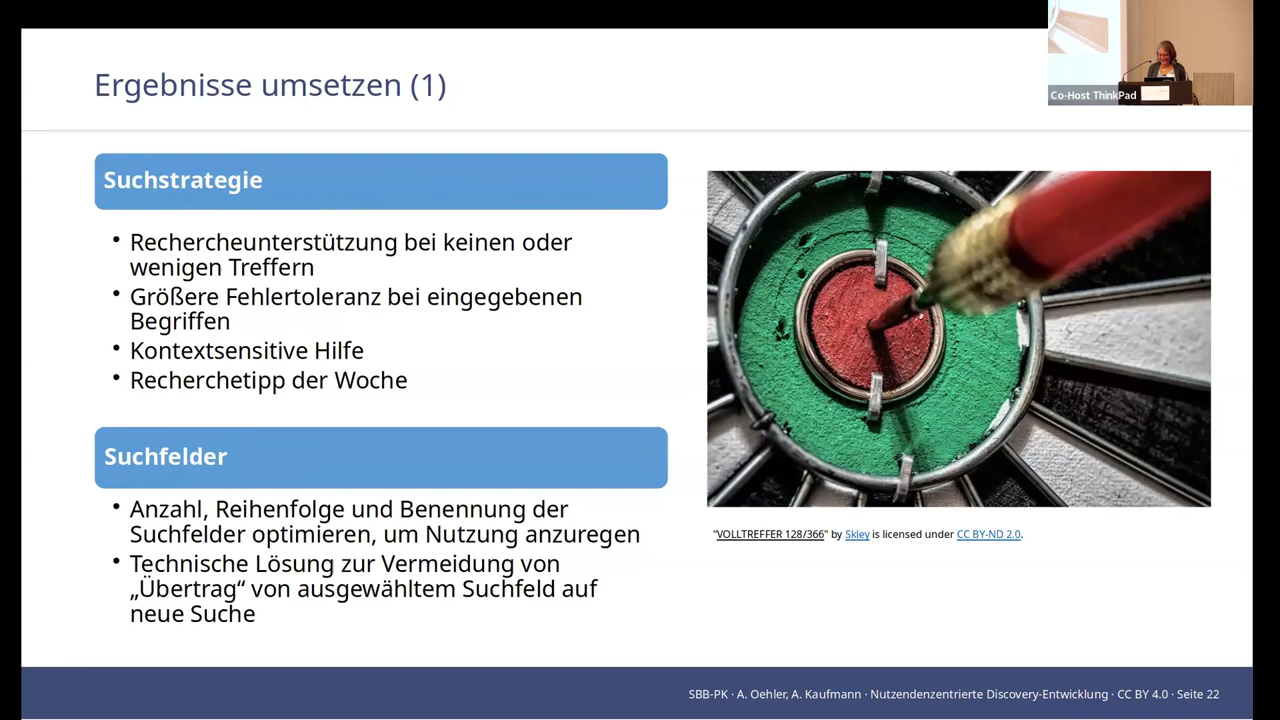 Ergebnisse umsetzen (1)
Co-Host ThinkPad
Suchstrategie
• Rechercheunterstützung bei keinen oder
wenigen Treffern
• Größere Fehlertoleranz bei eingegebenen
Begriffen
• Kontextsensitive Hilfe
• Recherchetipp der Woche
Suchfelder
• Anzahl, Reihenfolge und Benennung der
Suchfelder optimieren, um Nutzung anzuregen
• Technische Lösung zur Vermeidung von
„Übertrag“ von ausgewähltem Suchfeld auf
neue Suche
"VOLLTREFFER 128/366" by Skley is licensed under CC BY-ND 2.0.
SBB-PK · A. Oehler, A. Kaufmann · Nutzendenzentrierte Discovery-Entwicklung · CC BY 4.0 · Seite 22